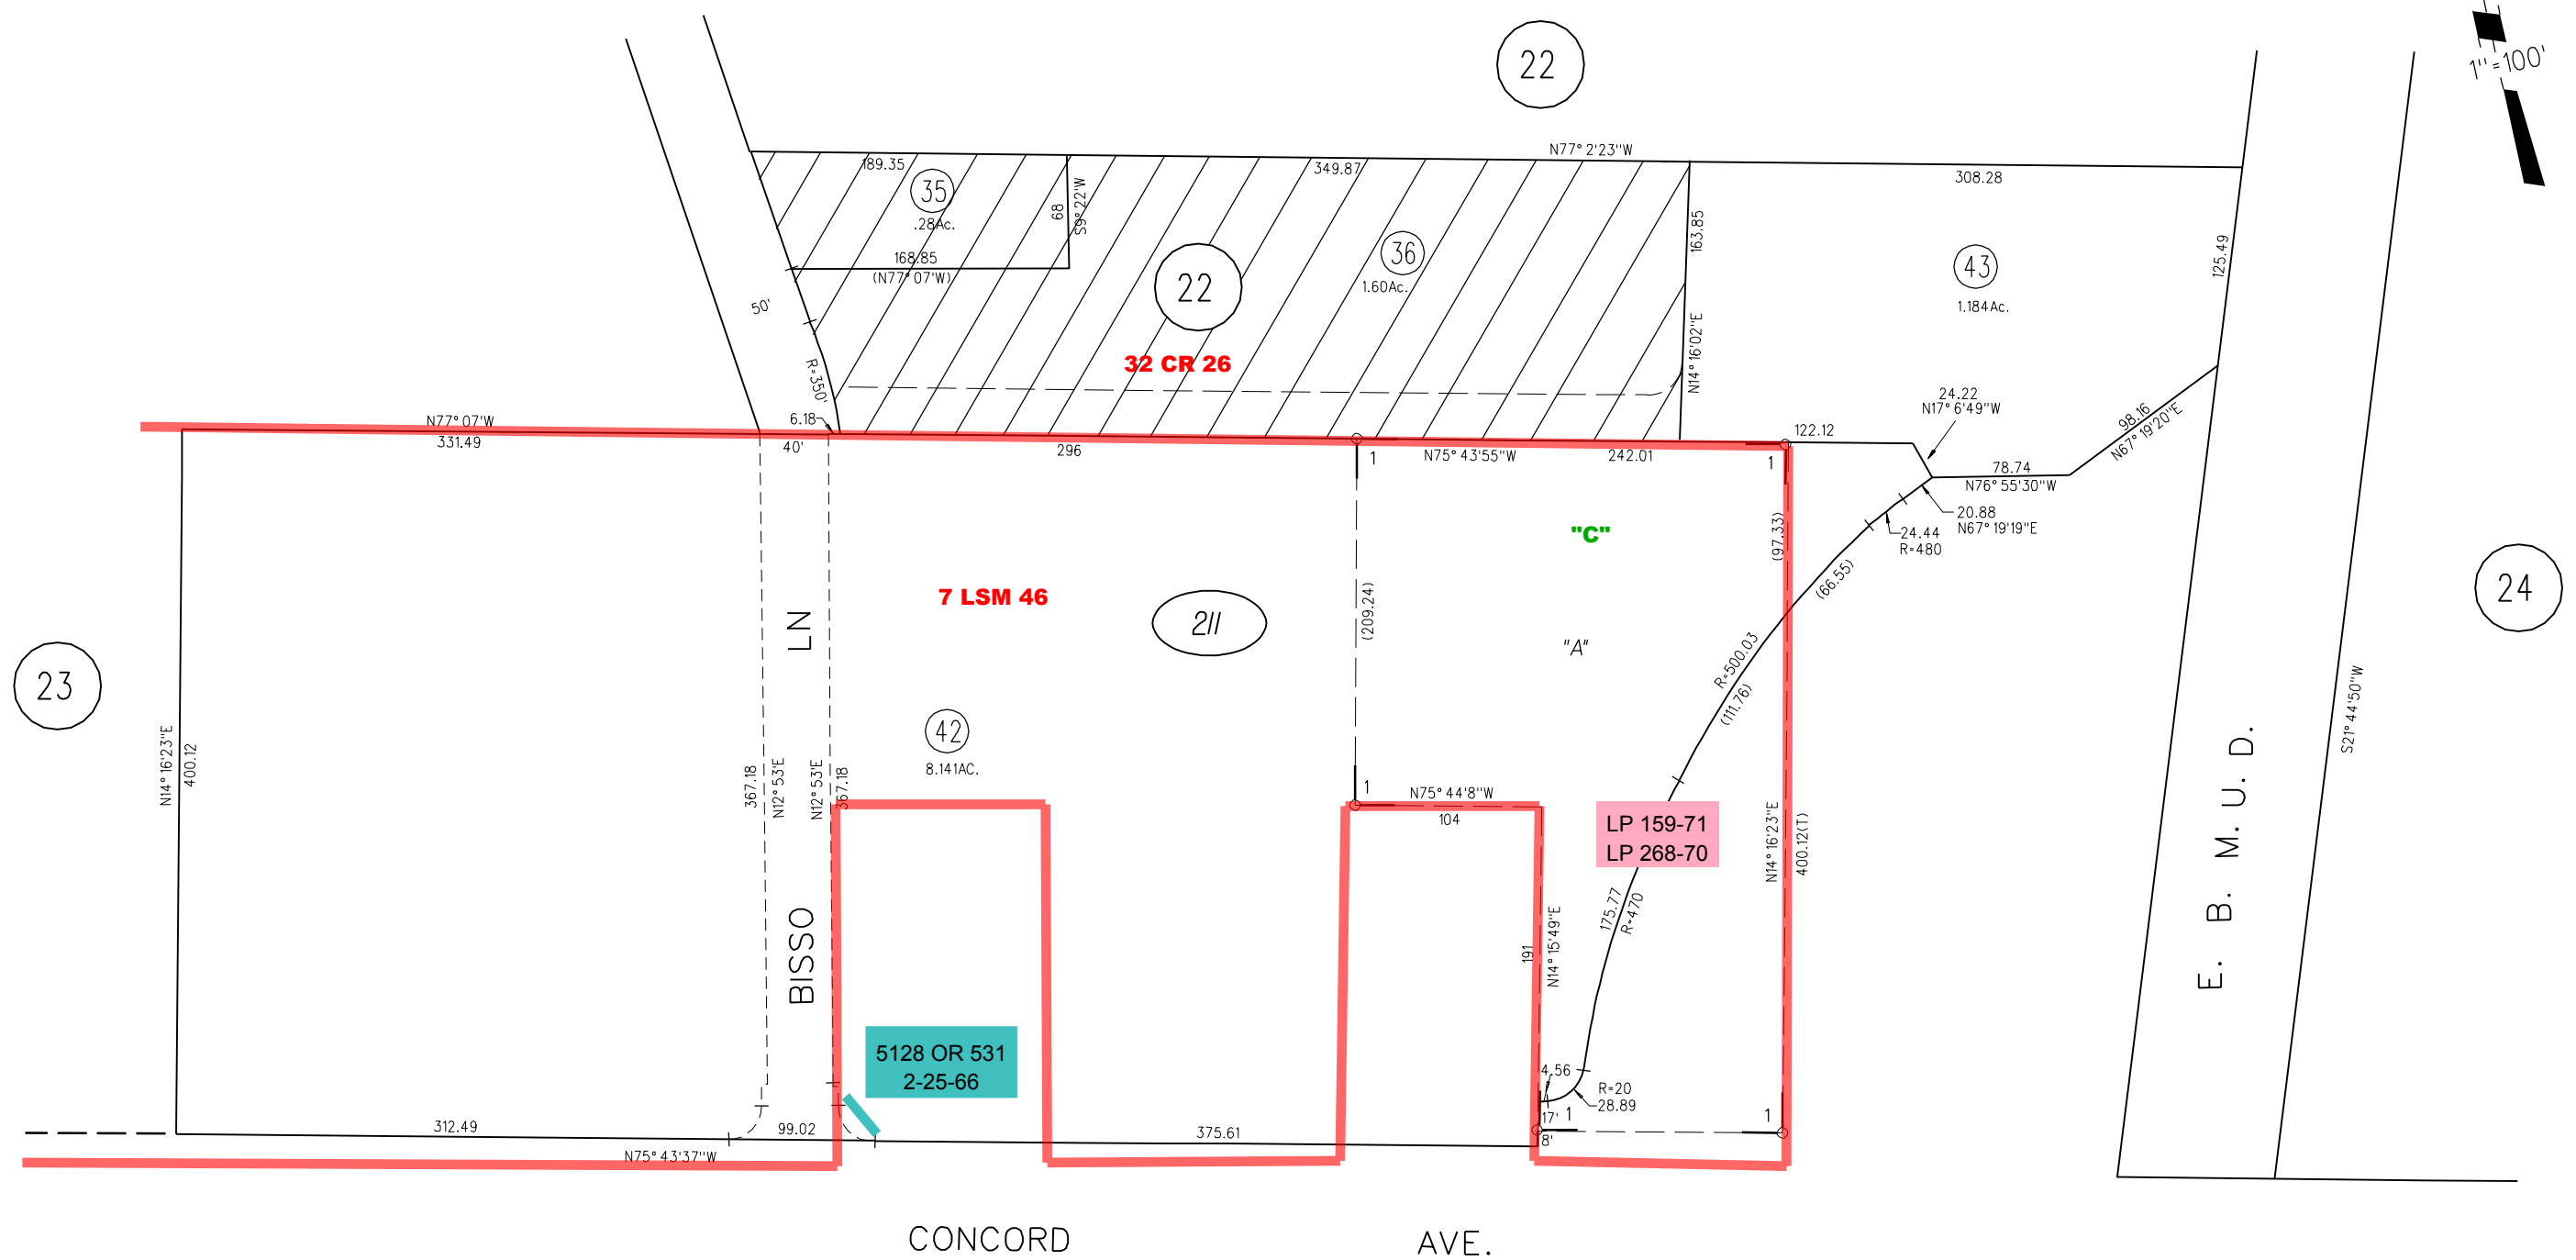 22
1"=100'
N77° 2'23"W
189.35
349.87
308.28
35
.28Ac.
68
S9° 22'W
168.85
(N77° 07'W)
22
36
1.60Ac.
163.85
N14° 16'02"E
43
1.184Ac.
125.49
50'
R=350'
32 CR 26
24.22
N17° 6'49"W
98.16
N67° 19'20"E
N77° 07'W
331.49
6.18
40'
296
1
N75° 43'55"W
242.01
1
122.12
78.74
N76° 55'30"W
20.88
N67° 19'19"E
24.44
R=480
(97.33)
"C"
(66.55)
7 LSM 46
211
(209.24)
"A"
R=500.03
(111.76)
24
23
LN
42
8.141AC.
N14° 16'23"E
400.12
367.18
N12° 53'E
N12° 53'E
367.18
1
N75° 44'8"W
104
LP 159-71
LP 268-70
N14° 16'23"E
400.12(T)
S21° 44'50"W
E. B. M. U. D.
BISSO
175.77
R=470
191
N14° 15'49"E
5128 OR 531
2-25-66
4.56
R=20
28.89
17'
1
1
8'
312.49
99.02
375.61
N75° 43'37"W
CONCORD AVE.